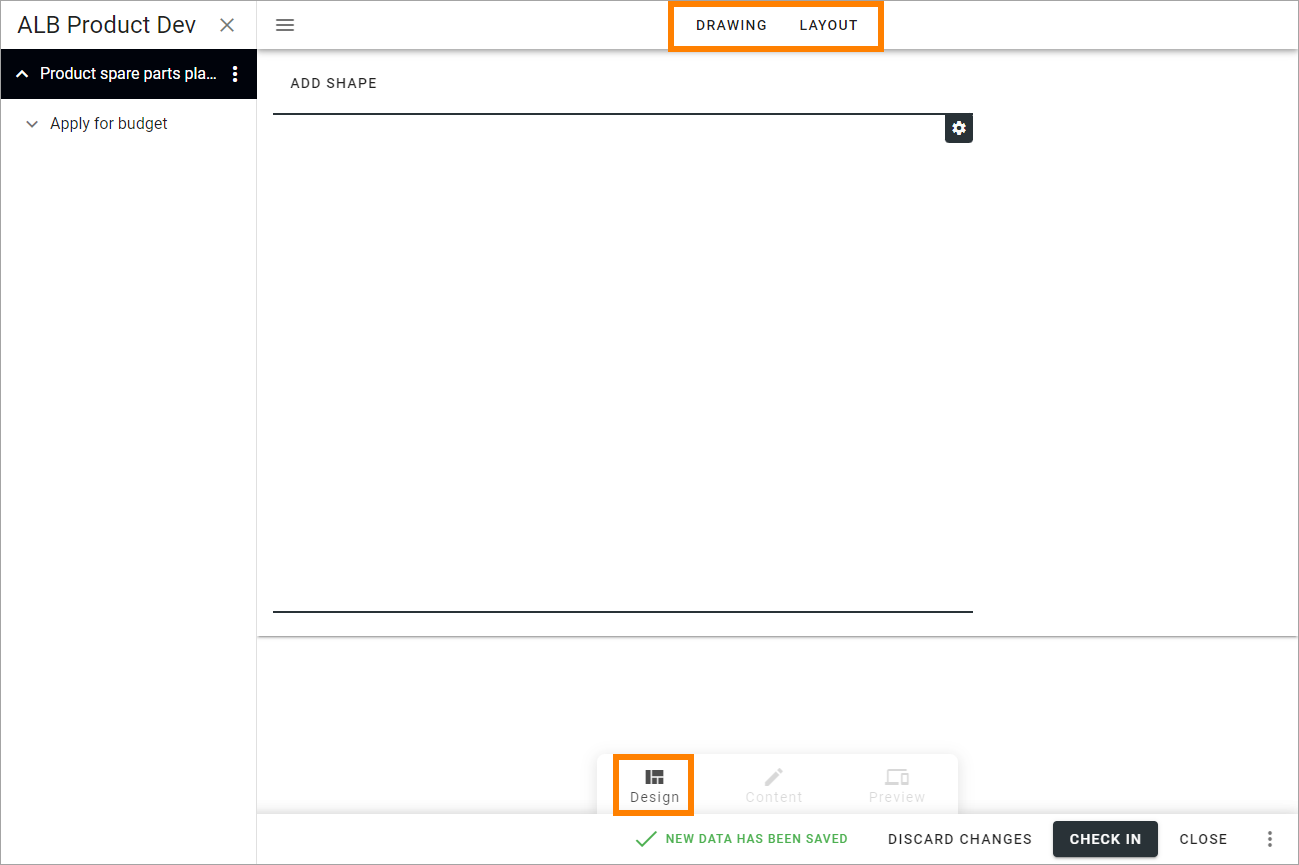 ALB Product Dev
DRAWING LAYOUT
Product spare parts pla...
ADD SHAPE
Apply for budget
Design Content Preview
NEW DATA HAS BEEN SAVED DISCARD CHANGES CHECK IN CLOSE